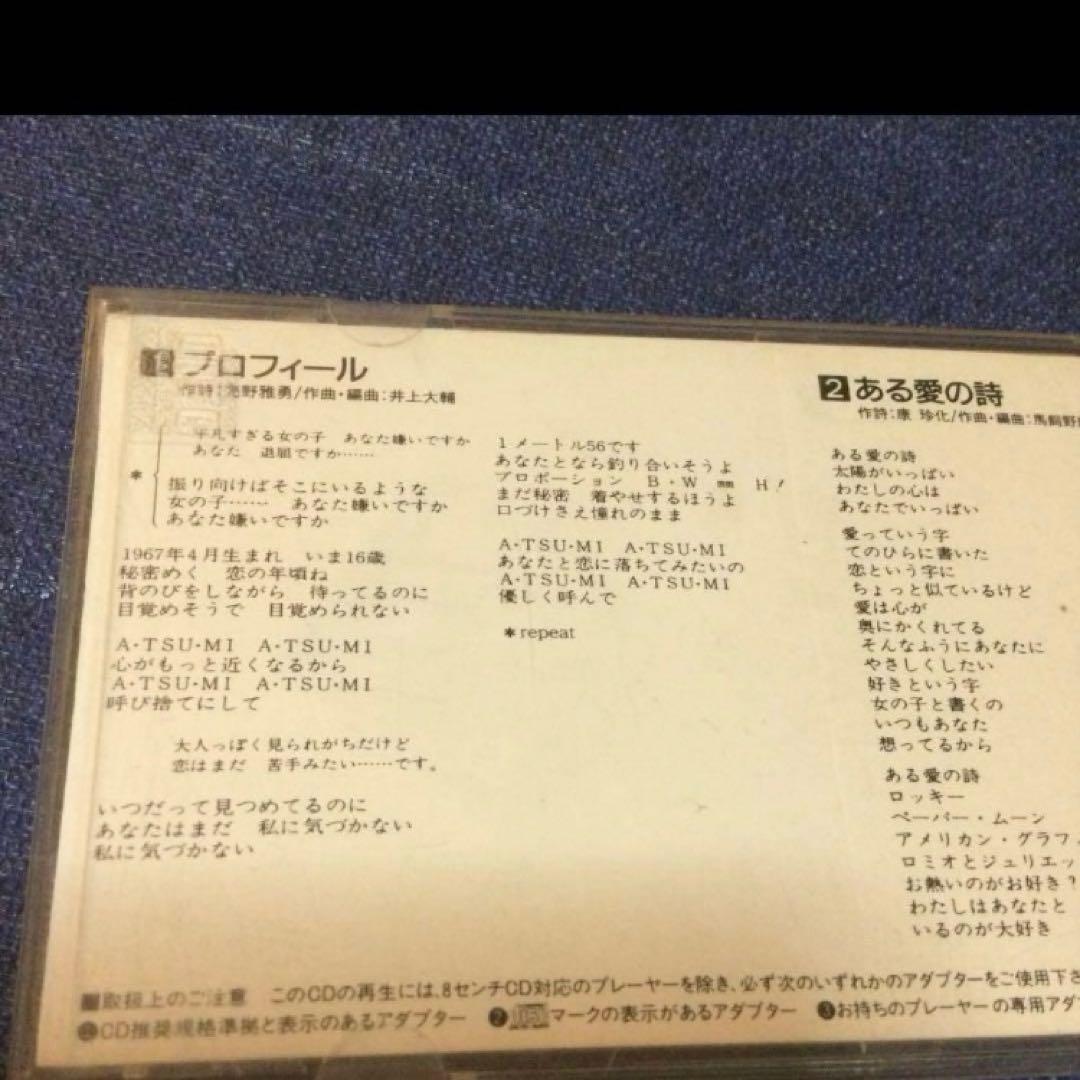 1 プロフィール
作詩:売野雅勇/作曲・編曲:井上大輔
平凡すぎる女の子 あなた嫌いですか
あなた 退屈ですか……
*
振り向けばそこにいるような
女の子…… あなた嫌いですか
あなた嫌いですか
1967年4月生まれ いま16歳
秘密めく 恋の年頃ね
背のびをしながら 待ってるのに
目覚めそうで 目覚められない
A・TSU・MI A・TSU・MI
心がもっと近くなるから
A・TSU・MI A・TSU・MI
呼び捨てにして
大人っぽく見られがちだけど
恋はまだ 苦手みたい……です。
いつだって見つめてるのに
あなたはまだ 私に気づかない
私に気づかない
1メートル56です
あなたとなら釣り合いそうよ
プロポーション B・W H!
まだ秘密 着やせするほうよ
口づけさえ憧れのまま
A・TSU・MI A・TSU・MI
あなたと恋に落ちてみたいの
A・TSU・MI A・TSU・MI
優しく呼んで
*repeat
2 ある愛の詩
作詩:康 珍化/作曲・編曲:馬飼野
ある愛の詩
太陽がいっぱい
わたしの心は
あなたでいっぱい
愛っていう字
てのひらに書いた
恋という字に
ちょっと似ているけど
愛は心が
奥にかくれてる
そんなふうにあなたに
やさしくしたい
好きという字
女の子と書くの
いつもあなた
想ってるから
ある愛の詩
ロッキー
ペーパー・ムーン
アメリカン・グラフ
ロミオとジュリエッ
お熱いのがお好き?
わたしはあなたと
いるのが大好き
■取扱上のご注意 このCDの再生には、8センチCD対応のプレーヤーを除き、必ず次のいずれかのアダプターをご使用下さ
❶CD推奨規格準拠と表示のあるアダプター ❷マークの表示があるアダプター ❸お持ちのプレーヤーの専用アダ